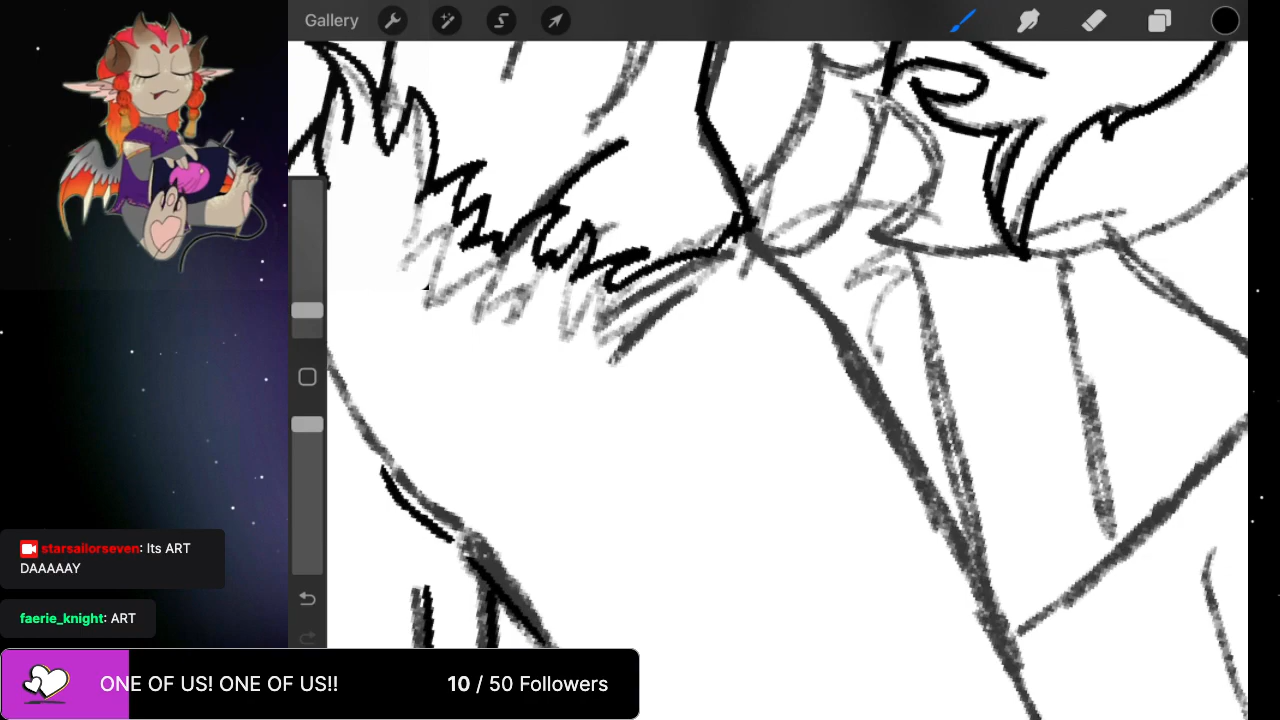 Gallery
starsailorseven: Its ART
DAAAAAY
faerie_knight: ART
ONE OF US! ONE OF US!!
10 / 50 Followers